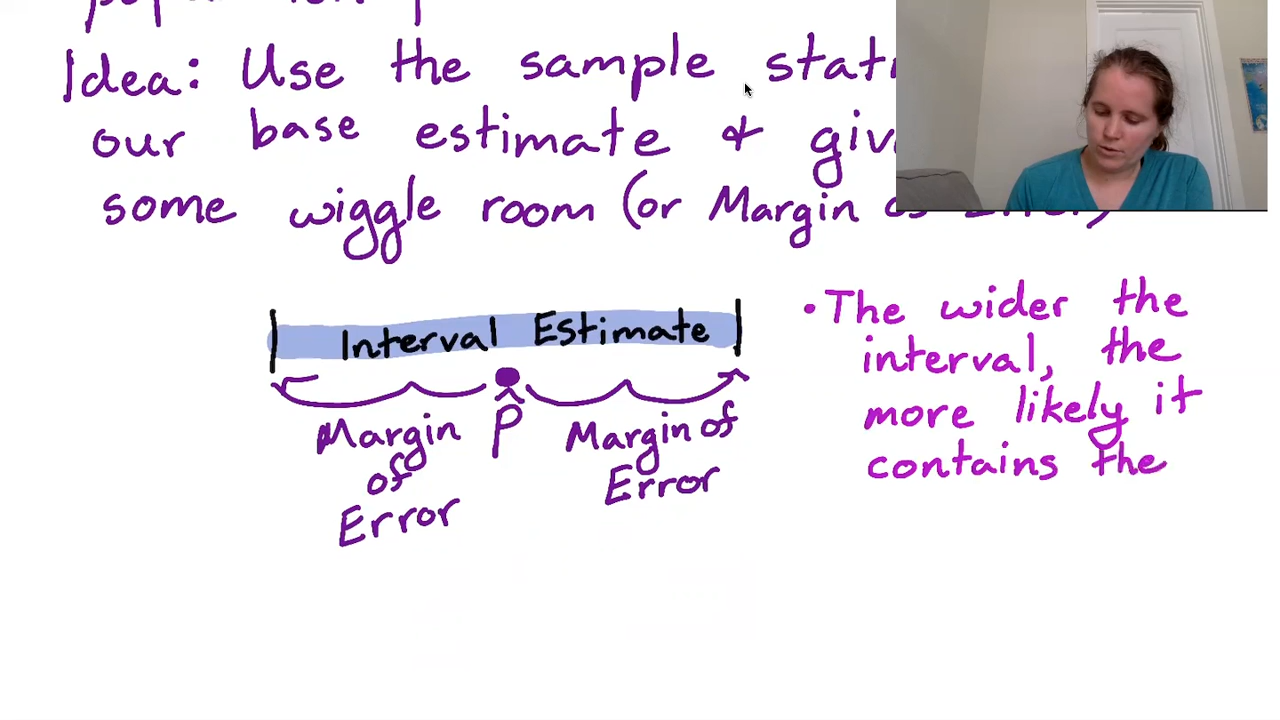 Idea: Use the sample
our base estimate & giv
some wiggle room (or Margin
• The wider the
interval, the
more likely it
contains the
Interval Estimate
Margin
of
Error
p̂
Margin of
Error